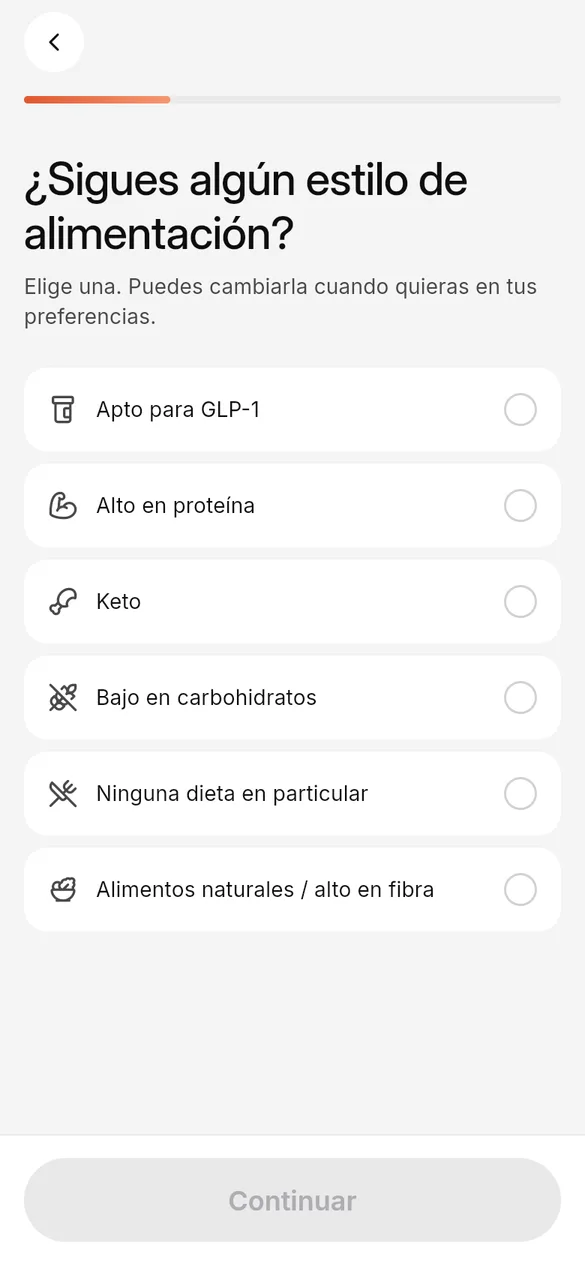 ¿Sigues algún estilo de
alimentación?
Elige una. Puedes cambiarla cuando quieras en tus
preferencias.
Apto para GLP-1
Alto en proteína
Keto
Bajo en carbohidratos
Ninguna dieta en particular
Alimentos naturales / alto en fibra
Continuar